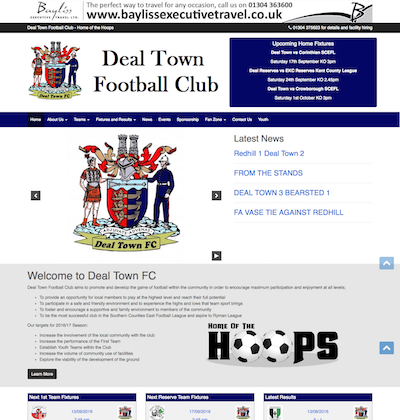 Bayliss
EXECUTIVE TRAVEL LTD.
The perfect way to travel for any occasion, call us on 01304 363600
www.baylissexecutivetravel.co.uk
Deal Town Football Club - Home of the Hoops
01304 375623 for details and facility hiring
Deal Town FC
Deal Town
Football Club
Upcoming Home Fixtures
Deal Town vs Corinthian SCEFL
Saturday 17th September KO 3pm
Deal Reserves vs EKC Reserves Kent County League
Saturday 24th September KO 2.45pm
Deal Town vs Crowborough SCEFL
Saturday 1st October KO 3pm
Home
About Us
Teams
Fixtures and Results
News
Events
Sponsorship
Fan Zone
Contact Us
Youth
Deal Town FC
Latest News
Redhill 1 Deal Town 2
FROM THE STANDS
DEAL TOWN 3 BEARSTED 1
FA VASE TIE AGAINST REDHILL
Welcome to Deal Town FC
Deal Town Football Club aims to promote and develop the game of football within the community in order to encourage maximum participation and enjoyment at all levels;
To provide an opportunity for local members to play at the highest level and reach their full potential
To participate in a safe and friendly environment and to experience the highs and lows that team sport brings
To foster and encourage a supportive and family environment to members of the community
To be the most successful club in the Southern Counties East Football League and aspire to Ryman League
Our targets for 2016/17 Season:
Increase the involvement of the local community with the club
Increase the performance of the First Team
Establish Youth Teams within the Club
Increase the volume of community use of facilities
Explore the viability of the development of the ground
HOME OF THE
HOOPS
Learn More
Next 1st Team Fixtures
Next Reserve Team Fixtures
Latest Results
13/09/2016
17/09/2016